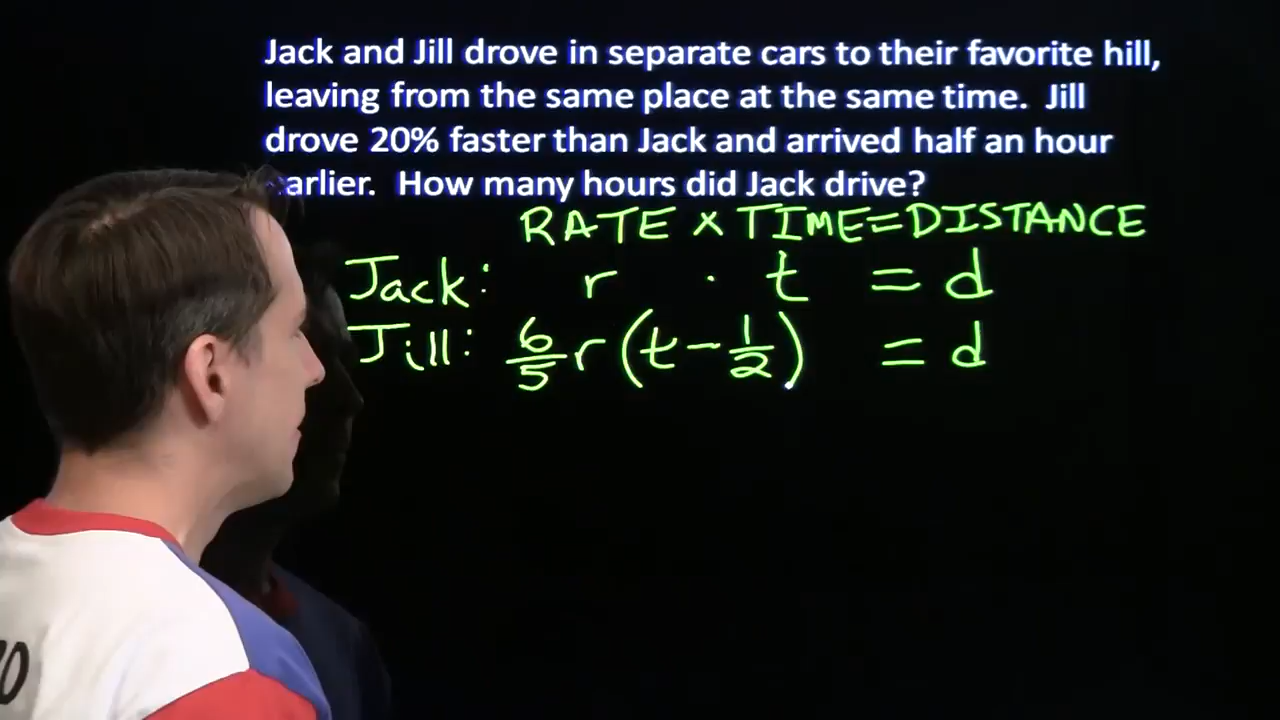 Jack and Jill drove in separate cars to their favorite hill,
leaving from the same place at the same time. Jill
drove 20% faster than Jack and arrived half an hour
earlier. How many hours did Jack drive?
RATE × TIME = DISTANCE
Jack: r · t = d
Jill: 6/5 r (t - 1/2) = d